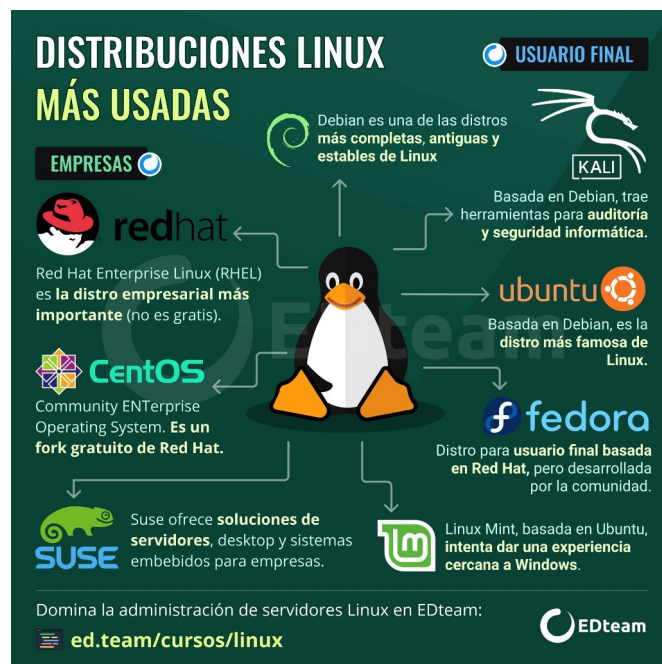 DISTRIBUCIONES LINUX
MÁS USADAS
USUARIO FINAL
EMPRESAS
Debian es una de las distros
más completas, antiguas y
estables de Linux
KALI
Basada en Debian, trae
herramientas para auditoría
y seguridad informática.
redhat
Red Hat Enterprise Linux (RHEL)
es la distro empresarial más
importante (no es gratis).
ubuntu
Basada en Debian, es la
distro más famosa de
Linux.
EDteam
CentOS
Community ENTerprise
Operating System. Es un
fork gratuito de Red Hat.
fedora
Distro para usuario final basada
en Red Hat, pero desarrollada
por la comunidad.
SUSE
Suse ofrece soluciones de
servidores, desktop y sistemas
embebidos para empresas.
Linux Mint, basada en Ubuntu,
intenta dar una experiencia
cercana a Windows.
Domina la administración de servidores Linux en EDteam:
ed.team/cursos/linux
EDteam